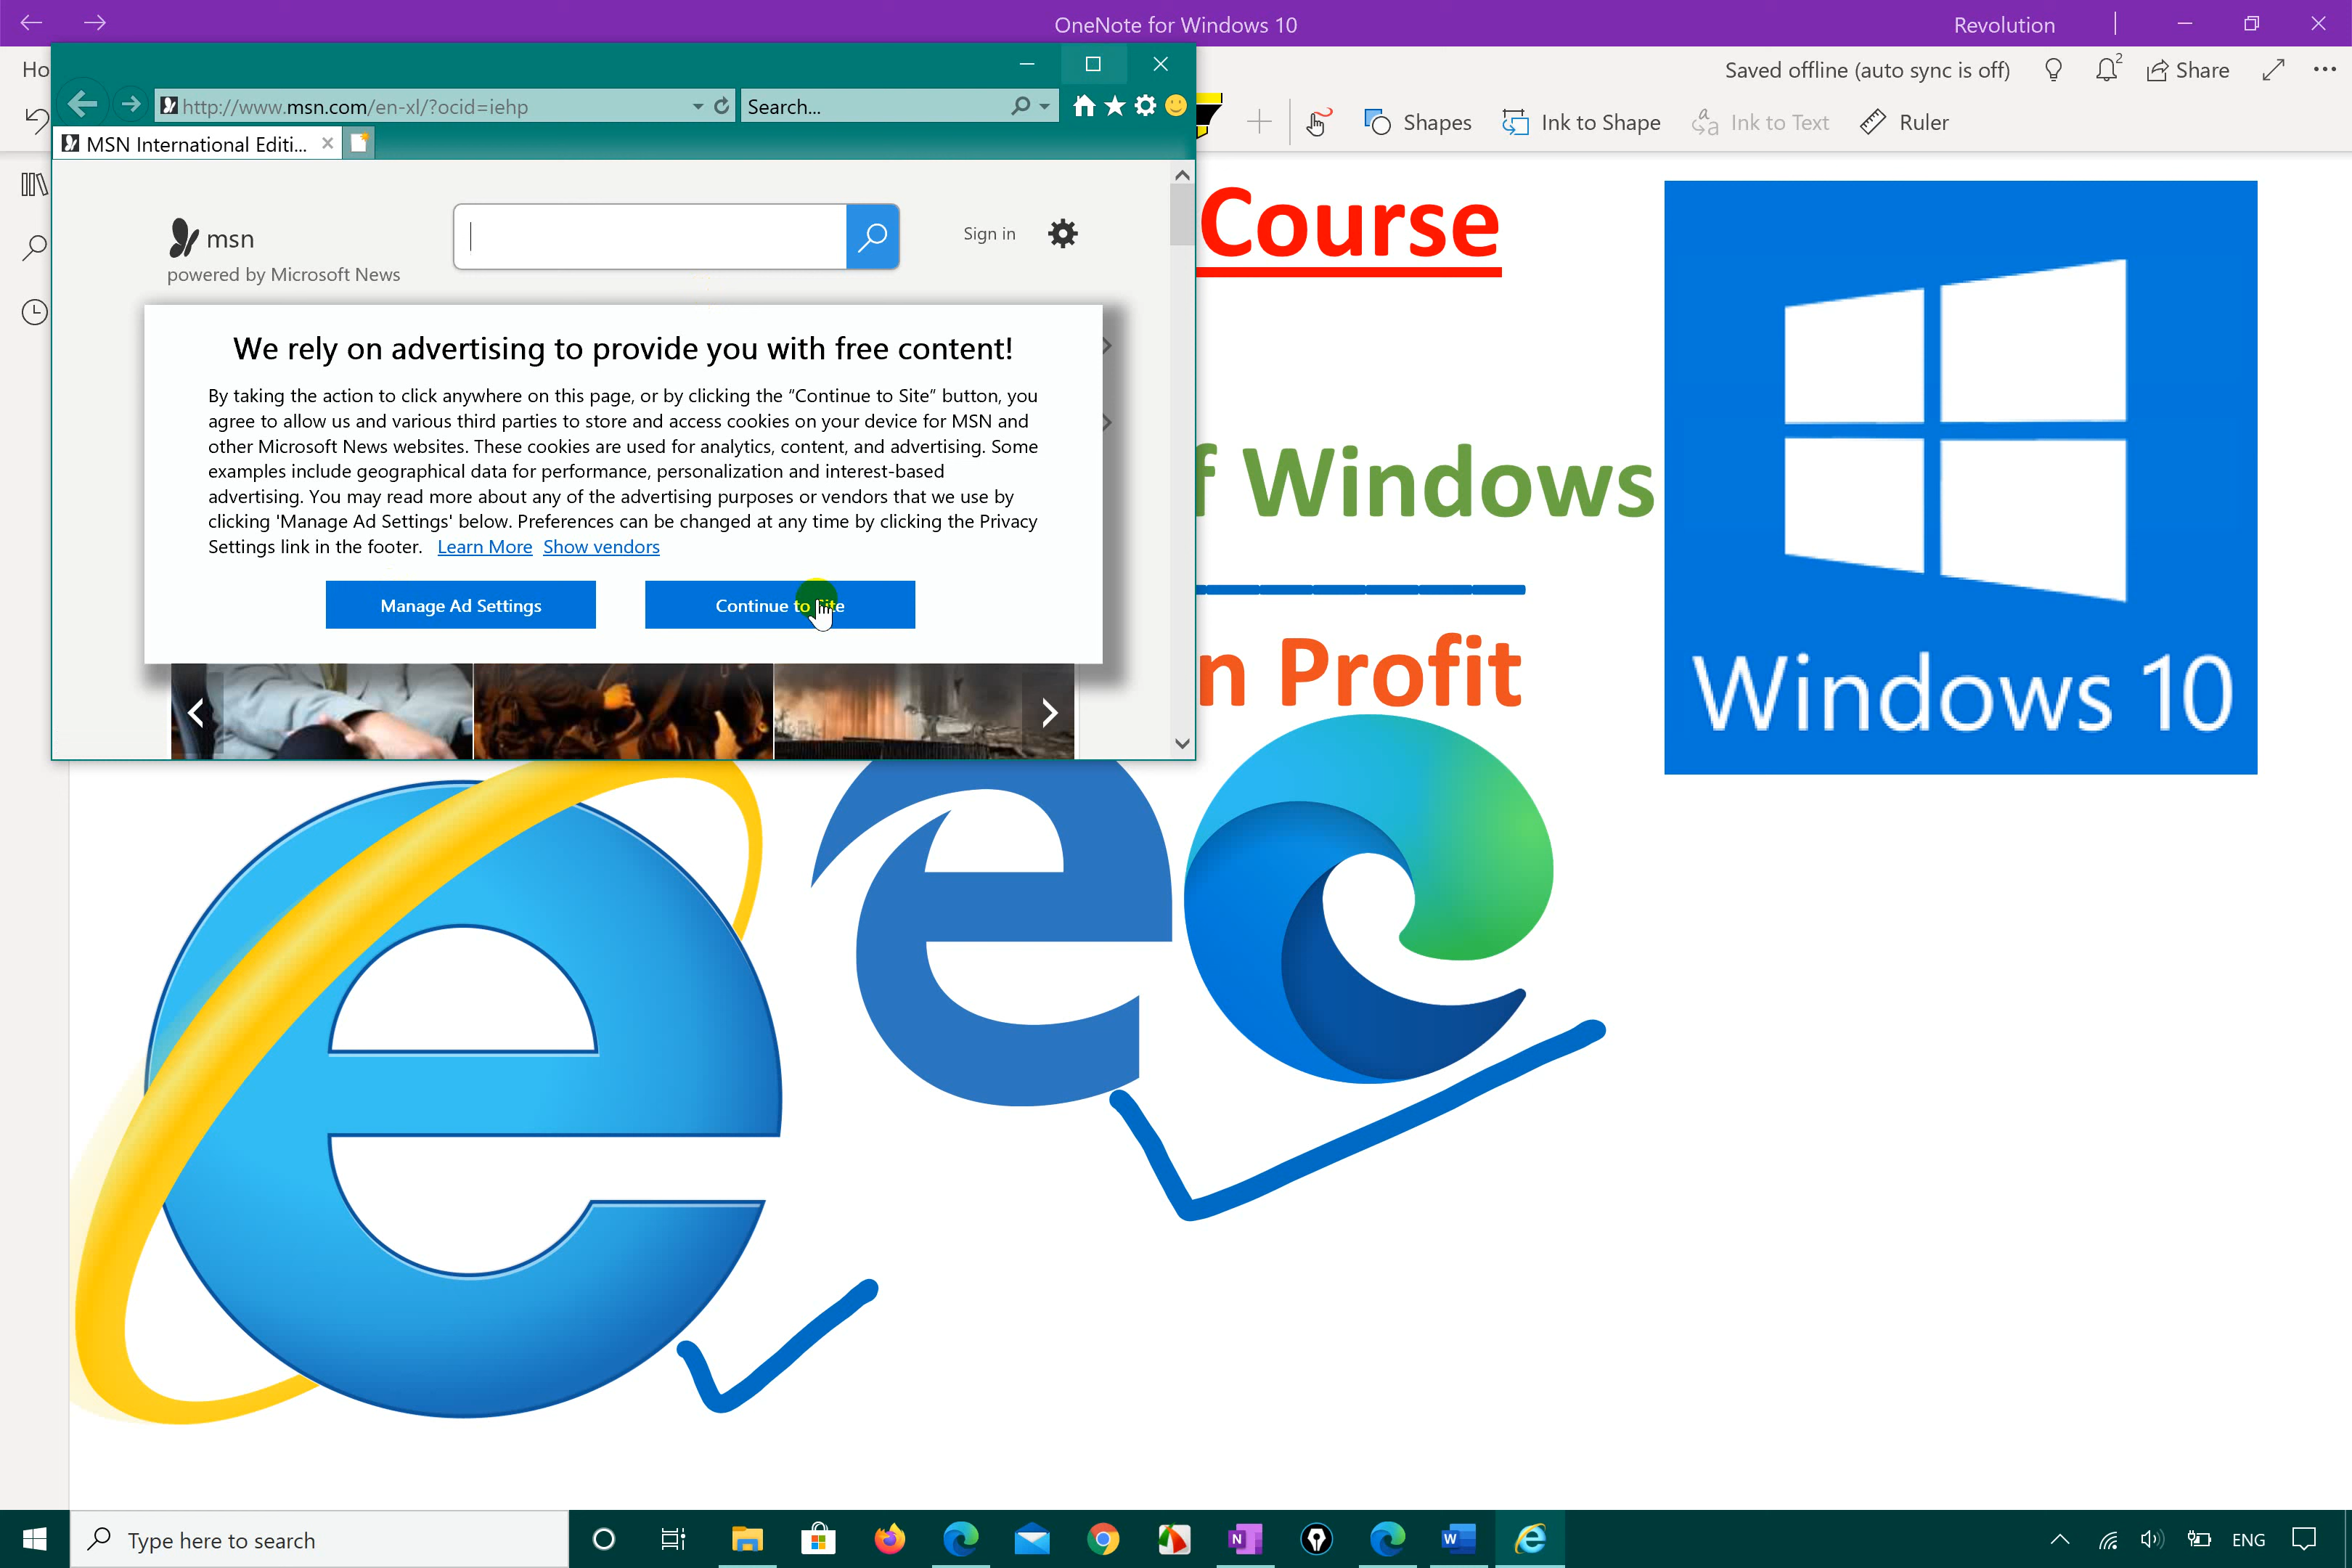 OneNote for Windows 10
Revolution
Ho
Saved offline (auto sync is off)
2
Share
http://www.msn.com/en-xl/?ocid=iehp
Search...
Shapes
Ink to Shape
Ink to Text
Ruler
MSN International Editi...
msn
powered by Microsoft News
Sign in
We rely on advertising to provide you with free content!
By taking the action to click anywhere on this page, or by clicking the “Continue to Site” button, you
agree to allow us and various third parties to store and access cookies on your device for MSN and
other Microsoft News websites. These cookies are used for analytics, content, and advertising. Some
examples include geographical data for performance, personalization and interest-based
advertising. You may read more about any of the advertising purposes or vendors that we use by
clicking 'Manage Ad Settings' below. Preferences can be changed at any time by clicking the Privacy
Settings link in the footer. Learn More Show vendors
Manage Ad Settings
Continue to Site
Course
f Windows
n Profit
Windows 10
Type here to search
ENG